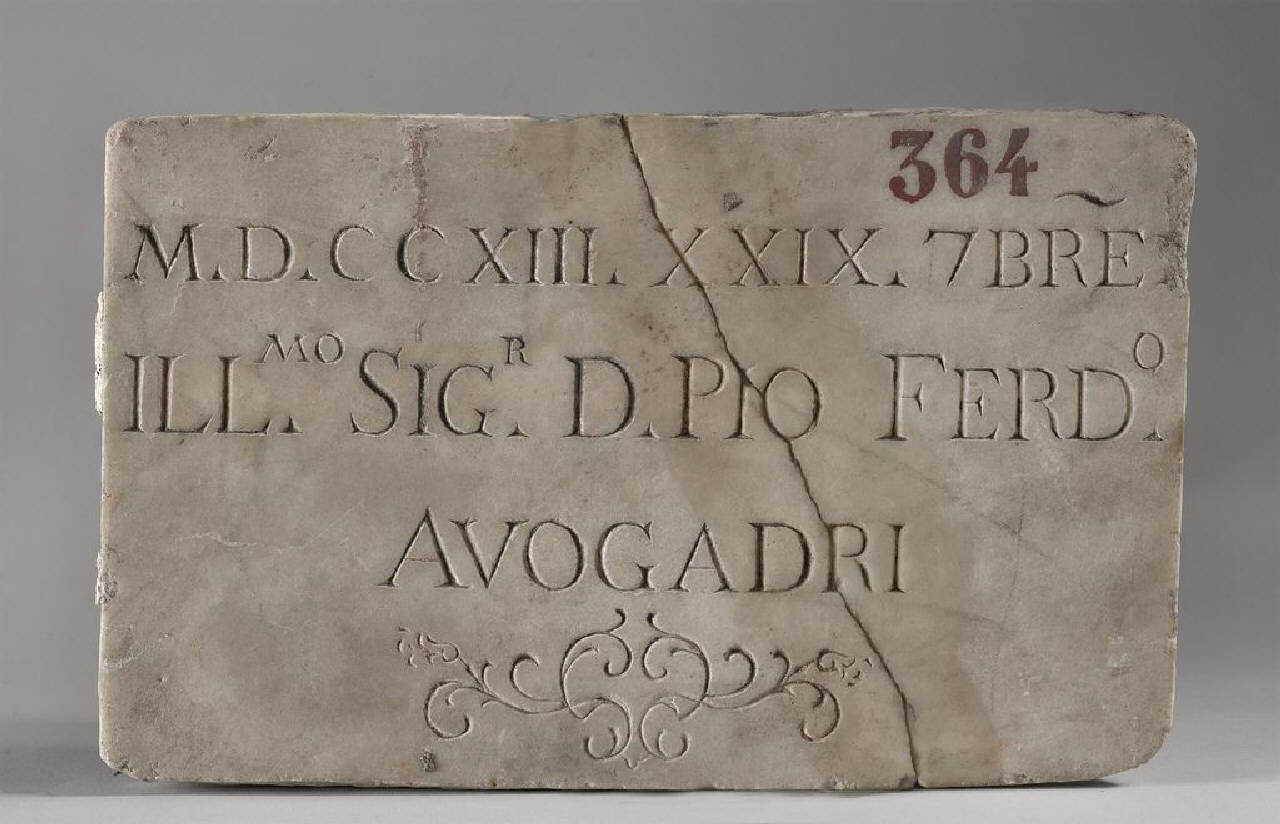 364
M.D.CCXIII. XXIX. 7BRE.
ILL.MO SIG.R D.PIO FERD.O
AVOGADRI